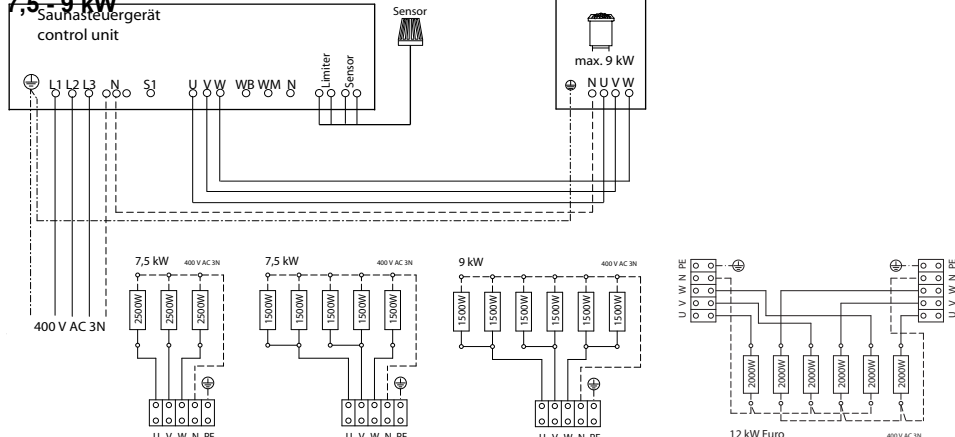 7,5 - 9 kW
Saunasteuergerät
control unit
Sensor
max. 9 kW
L1 L2 L3 N S1 U V W WB WM N
Limiter
Sensor
N U V W
400 V AC 3N
7,5 kW 400 V AC 3N
2500W 2500W 2500W
U V W N PE
7,5 kW 400 V AC 3N
1500W 1500W 1500W 1500W 1500W
U V W N PE
9 kW 400 V AC 3N
1500W 1500W 1500W 1500W 1500W 1500W
U V W N PE
U V W N PE
U V W N PE
2000W 2000W 2000W 2000W 2000W 2000W
12 kW Euro 400 V AC 3N